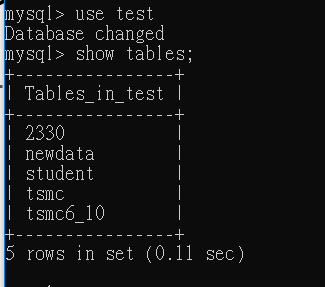 mysql> use test
Database changed
mysql> show tables;
+----------------+
| Tables_in_test |
+----------------+
| 2330           |
| newdata        |
| student        |
| tsmc           |
| tsmc6_10       |
+----------------+
5 rows in set (0.11 sec)